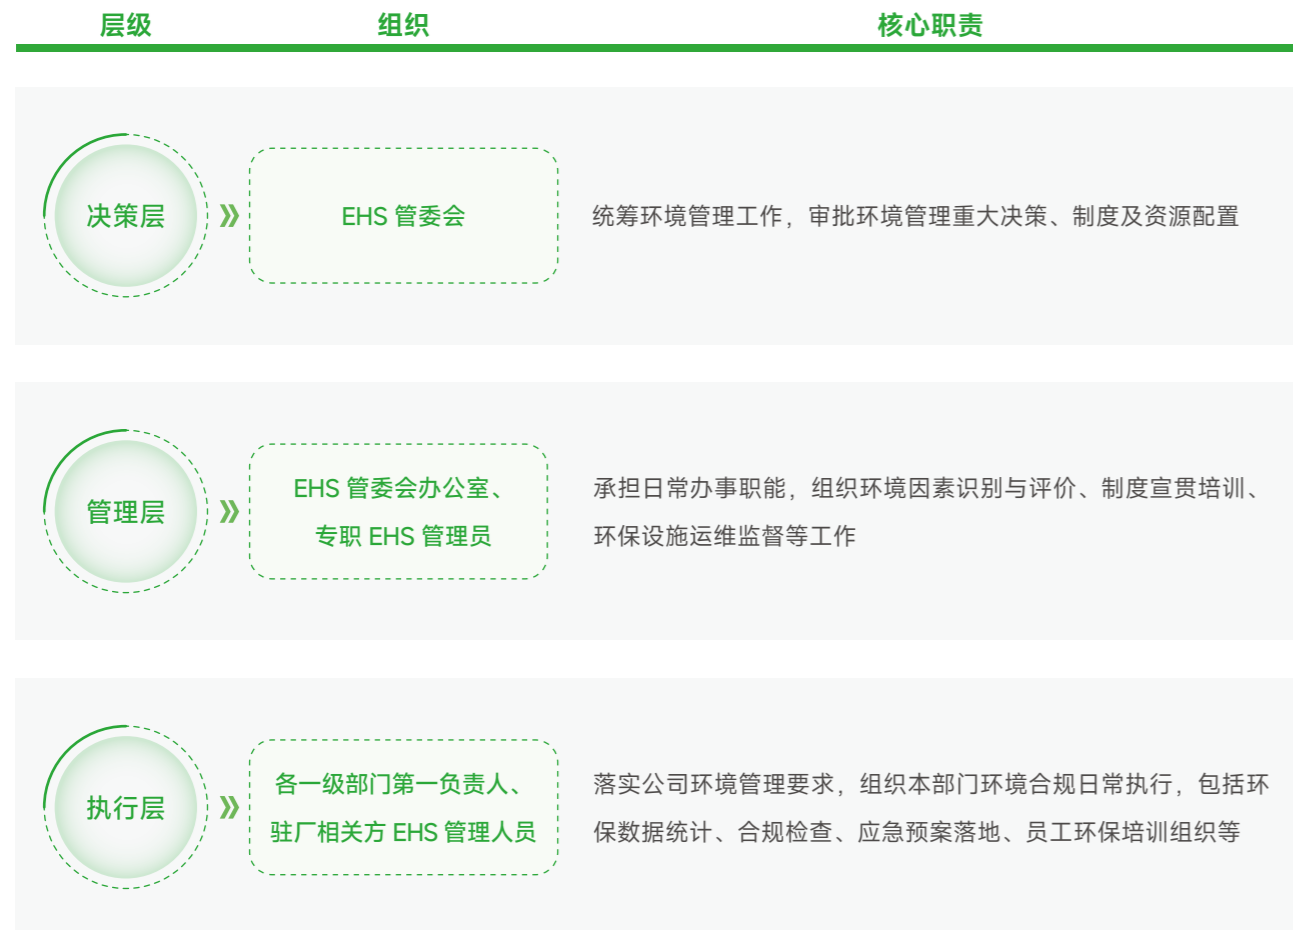 层级 组织 核心职责
决策层 EHS 管委会 统筹环境管理工作，审批环境管理重大决策、制度及资源配置
管理层
EHS 管委会办公室、
专职 EHS 管理员
承担日常办事职能，组织环境因素识别与评价、制度宣贯培训、
环保设施运维监督等工作
执行层
各一级部门第一负责人、
驻厂相关方 EHS 管理人员
落实公司环境管理要求，组织本部门环境合规日常执行，包括环
保数据统计、合规检查、应急预案落地、员工环保培训组织等